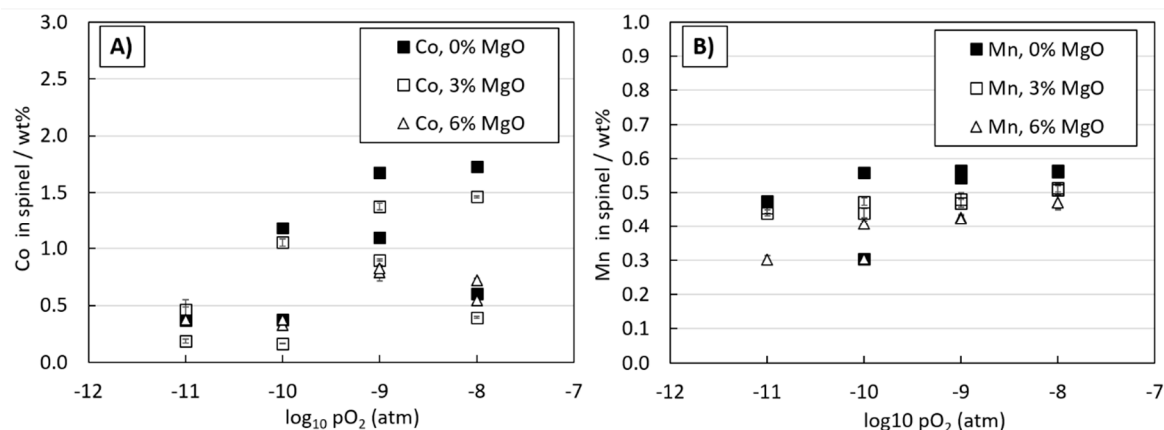 A)
Co, 0% MgO
Co, 3% MgO
Co, 6% MgO
3.0
2.5
2.0
1.5
1.0
0.5
0.0
Co in spinel / wt%
-12 -11 -10 -9 -8 -7
log10 pO2 (atm)
B)
Mn, 0% MgO
Mn, 3% MgO
Mn, 6% MgO
1.0
0.9
0.8
0.7
0.6
0.5
0.4
0.3
0.2
0.1
0.0
Mn in spinel / wt%
-12 -11 -10 -9 -8 -7
log10 pO2 (atm)